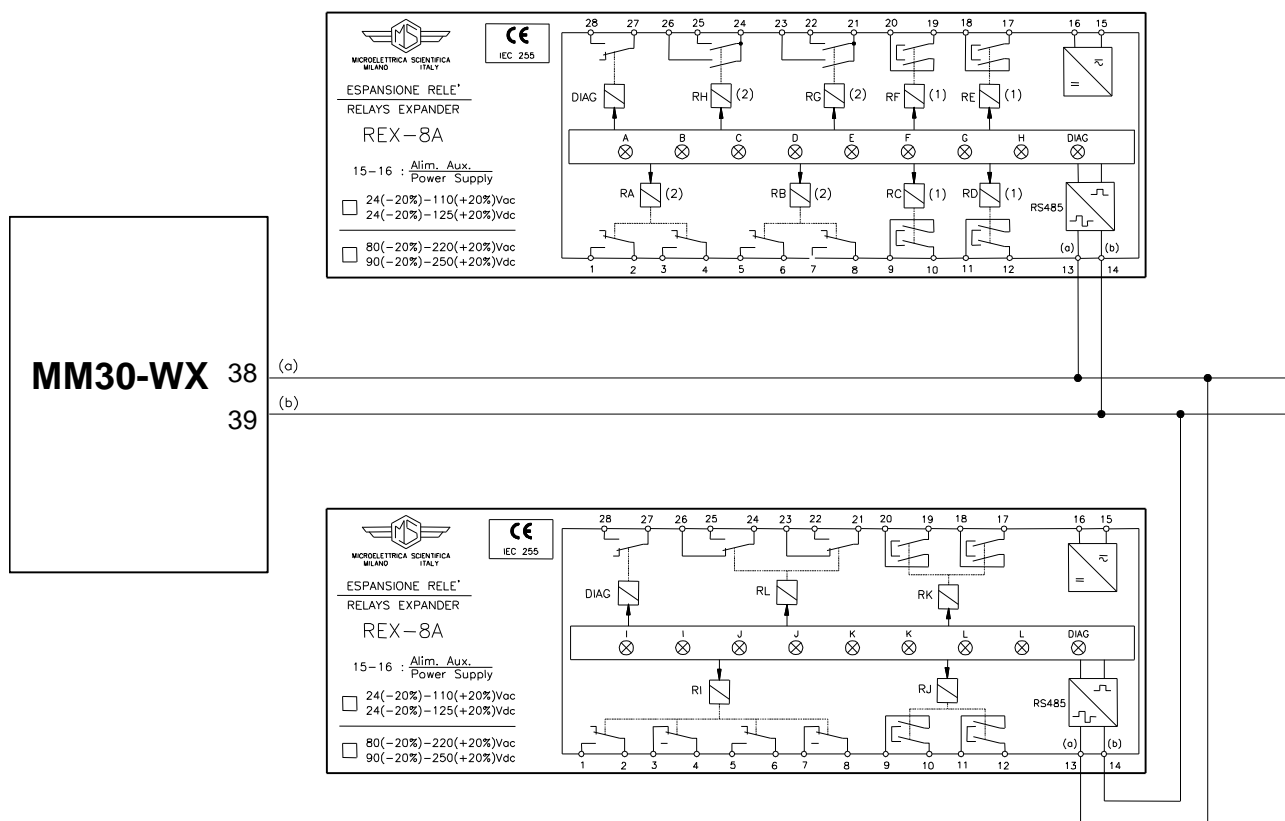 28 27 26 25 24 23 22 21 20 19 18 17 16 15
MS
CE
IEC 255
MICROELETTRICA SCIENTIFICA
MILANO ITALY
ESPANSIONE RELE'
RELAYS EXPANDER
REX-8A
15-16 : Alim. Aux.
Power Supply
24(-20%)-110(+20%)Vac
24(-20%)-125(+20%)Vdc
80(-20%)-220(+20%)Vac
90(-20%)-250(+20%)Vdc
DIAG RH (2) RG (2) RF (1) RE (1)
A B C D E F G H DIAG
RA (2) RB (2) RC (1) RD (1) RS485
(a) (b)
1 2 3 4 5 6 7 8 9 10 11 12 13 14
MM30-WX 38 (a)
39 (b)
28 27 26 25 24 23 22 21 20 19 18 17 16 15
MS
CE
IEC 255
MICROELETTRICA SCIENTIFICA
MILANO ITALY
ESPANSIONE RELE'
RELAYS EXPANDER
REX-8A
15-16 : Alim. Aux.
Power Supply
24(-20%)-110(+20%)Vac
24(-20%)-125(+20%)Vdc
80(-20%)-220(+20%)Vac
90(-20%)-250(+20%)Vdc
DIAG RL RK
I I J J K K L L DIAG
RI RJ RS485
(a) (b)
1 2 3 4 5 6 7 8 9 10 11 12 13 14